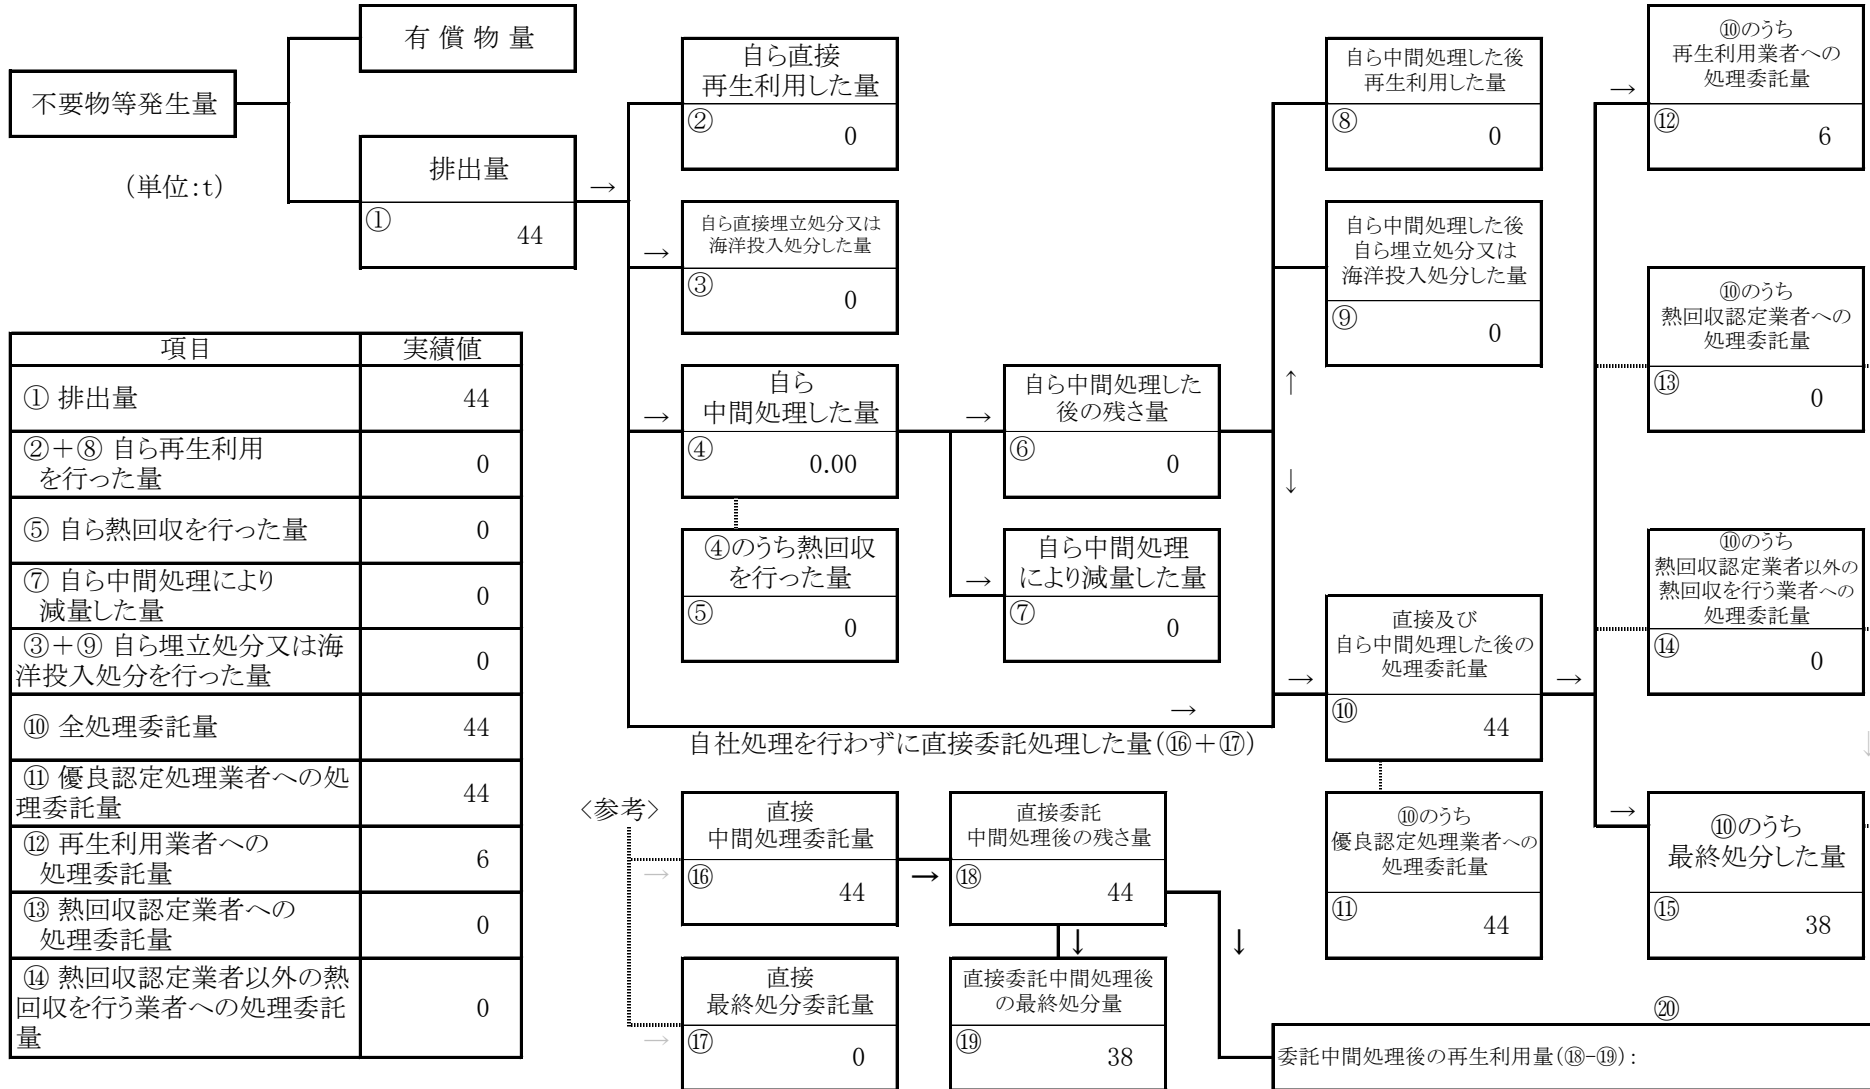 有 償 物 量
不要物等発生量
(単位:t)
排出量
①
44
→
自ら直接
再生利用した量
②
0
→
自ら直接埋立処分又は
海洋投入処分した量
③
0
→
自ら
中間処理した量
④
0.00
④のうち熱回収
を行った量
⑤
0
→
自ら中間処理した
後の残さ量
⑥
0
→
自ら中間処理
により減量した量
⑦
0
↑
↓
自ら中間処理した後
再生利用した量
⑧
0
自ら中間処理した後
自ら埋立処分又は
海洋投入処分した量
⑨
0
→
自社処理を行わずに直接委託処理した量(⑯+⑰)
→
直接及び
自ら中間処理した後の
処理委託量
⑩
44
→
⑩のうち
優良認定処理業者への
処理委託量
⑪
44
→
⑩のうち
再生利用業者への
処理委託量
⑫
6
⑩のうち
熱回収認定業者への
処理委託量
⑬
0
⑩のうち
熱回収認定業者以外の
熱回収を行う業者への
処理委託量
⑭
0
↓
→
⑩のうち
最終処分した量
⑮
38
〈参考〉
→
直接
中間処理委託量
⑯
44
→
直接委託
中間処理後の残さ量
⑱
44
↓
↓
→
直接
最終処分委託量
⑰
0
直接委託中間処理後
の最終処分量
⑲
38
⑳
委託中間処理後の再生利用量(⑱-⑲):
項目 実績値
① 排出量 44
②+⑧ 自ら再生利用
を行った量 0
⑤ 自ら熱回収を行った量 0
⑦ 自ら中間処理により
減量した量 0
③+⑨ 自ら埋立処分又は海
洋投入処分を行った量 0
⑩ 全処理委託量 44
⑪ 優良認定処理業者への処
理委託量 44
⑫ 再生利用業者への
処理委託量 6
⑬ 熱回収認定業者への
処理委託量 0
⑭ 熱回収認定業者以外の熱
回収を行う業者への処理委託
量 0